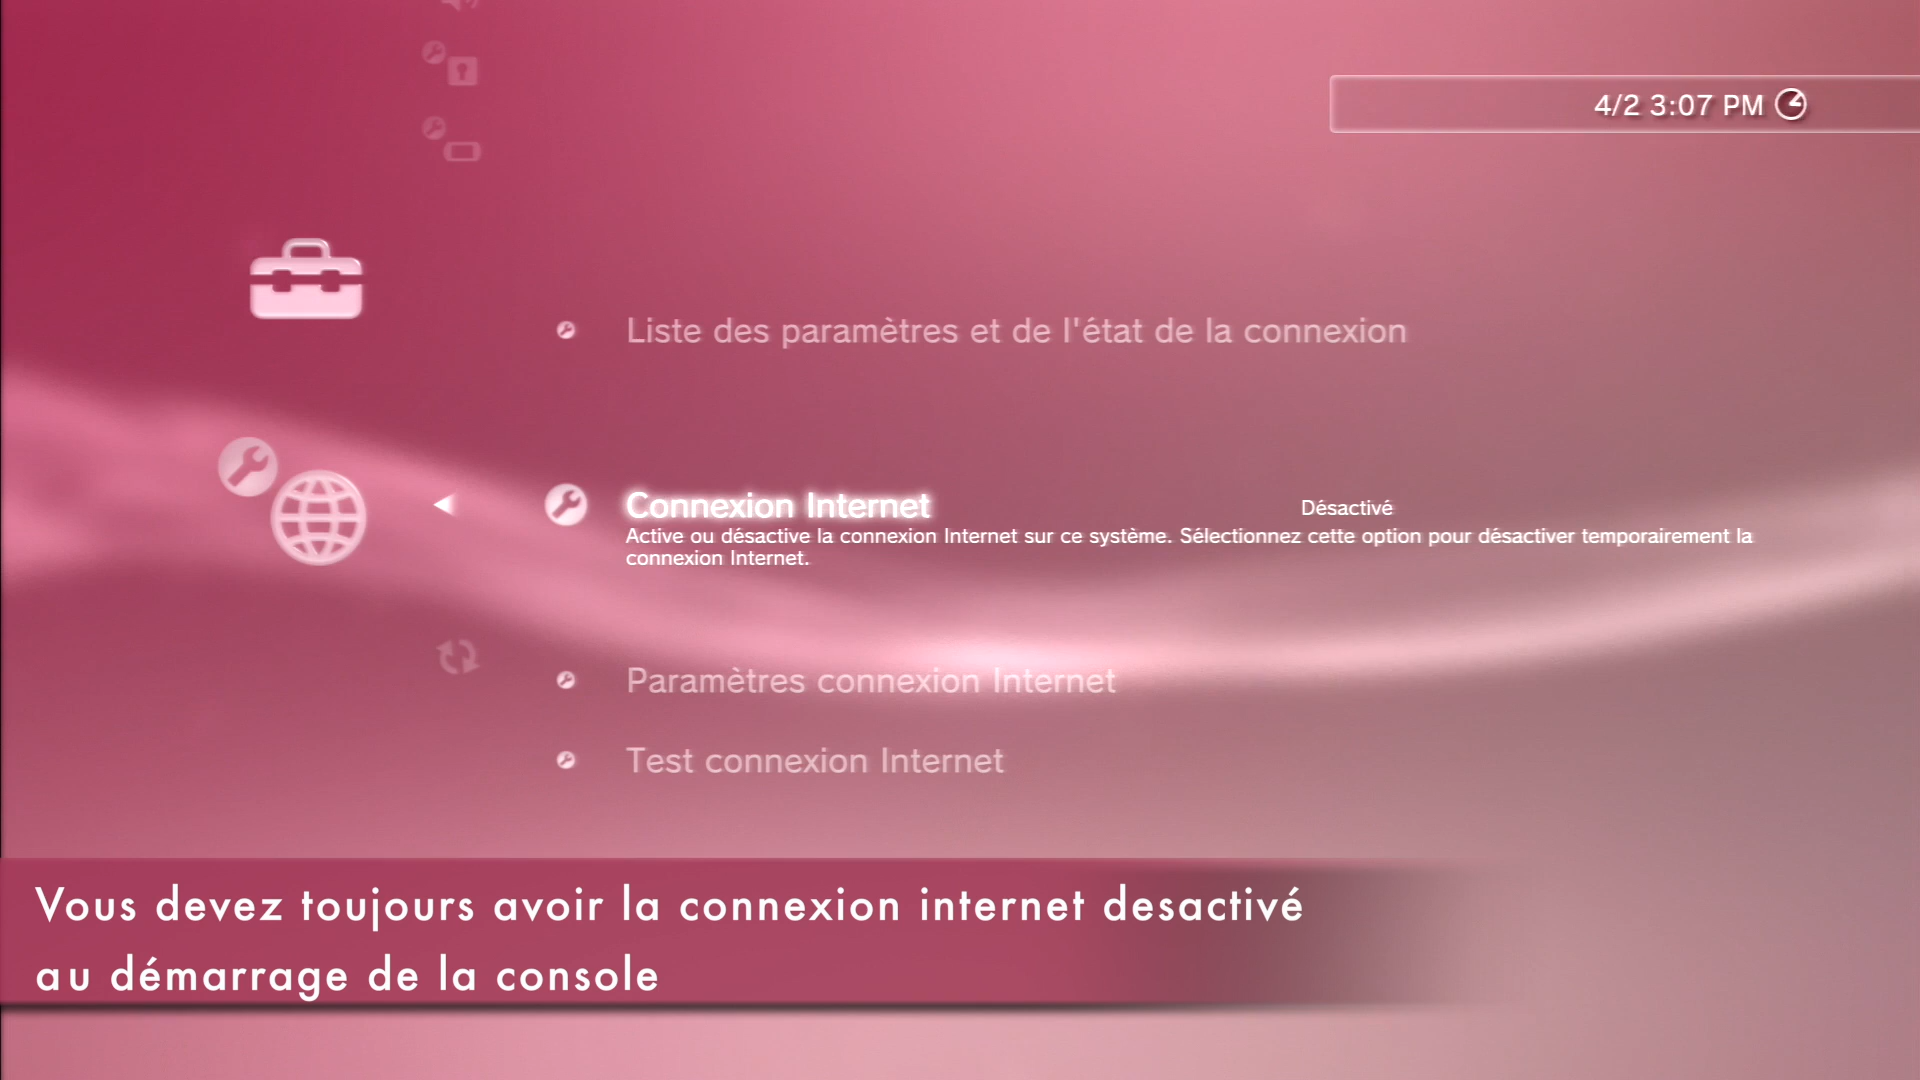 4/2 3:07 PM
Liste des paramètres et de l'état de la connexion
Connexion Internet
Désactivé
Active ou désactive la connexion Internet sur ce système. Sélectionnez cette option pour désactiver temporairement la
connexion Internet.
Paramètres connexion Internet
Test connexion Internet
Vous devez toujours avoir la connexion internet desactivé
au démarrage de la console